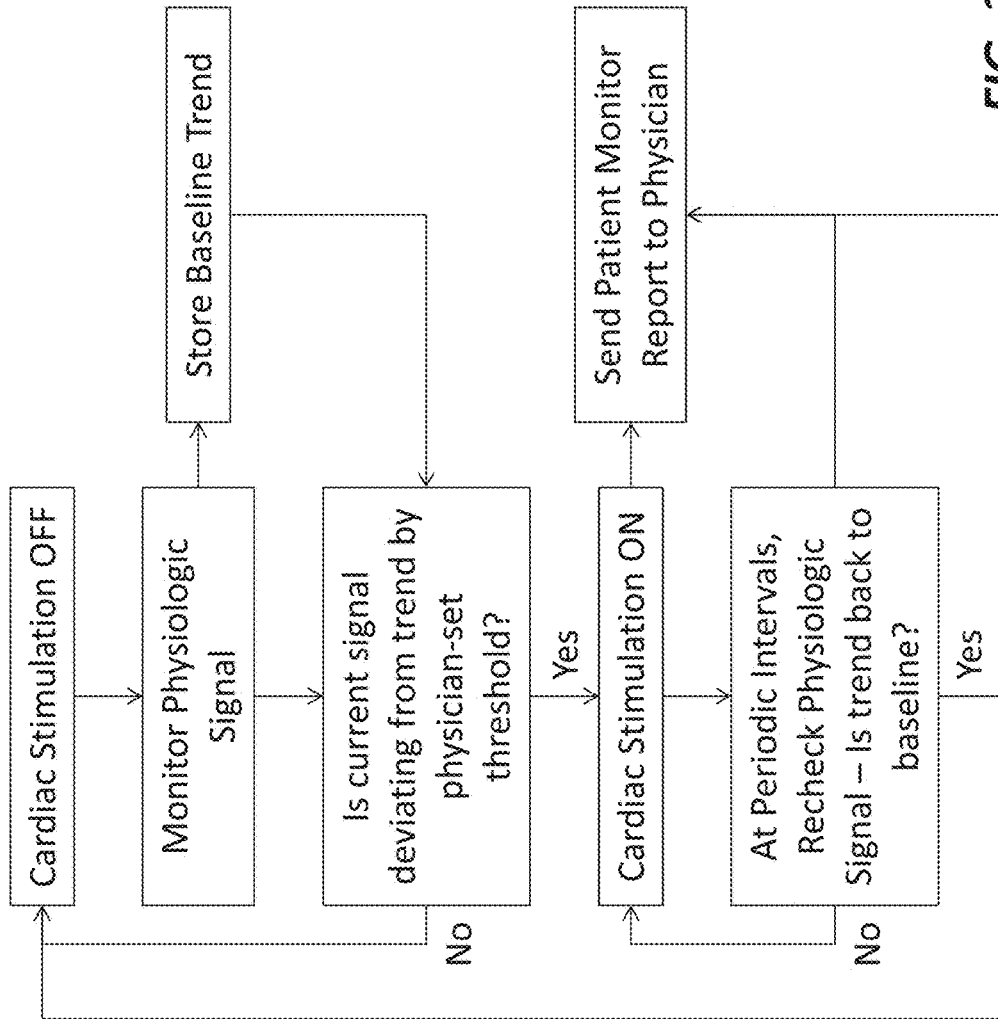 Cardiac Stimulation OFF
Monitor Physiologic
Signal
Store Baseline Trend
Is current signal
deviating from trend by
physician-set
threshold?
No
Yes
Cardiac Stimulation ON
Send Patient Monitor
Report to Physician
At Periodic Intervals,
Recheck Physiologic
Signal – Is trend back to
baseline?
No
Yes
FIG.